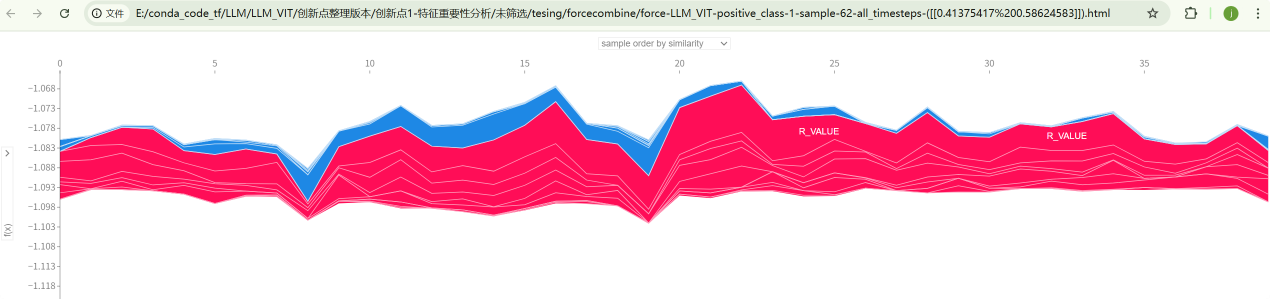 文件 E:/conda_code_tf/LLM/LLM_VIT/创新点整理版本/创新点1-特征重要性分析/未筛选/tesing/forcecombine/force-LLM_VIT-positive_class-1-sample-62-all_timesteps-([[0.41375417%200.58624583]]).html j
sample order by similarity
0 5 10 15 20 25 30 35
−1.068
−1.073
−1.078
−1.083
−1.088
−1.093
−1.098
−1.103
−1.108
−1.113
−1.118
f(x)
R_VALUE
R_VALUE